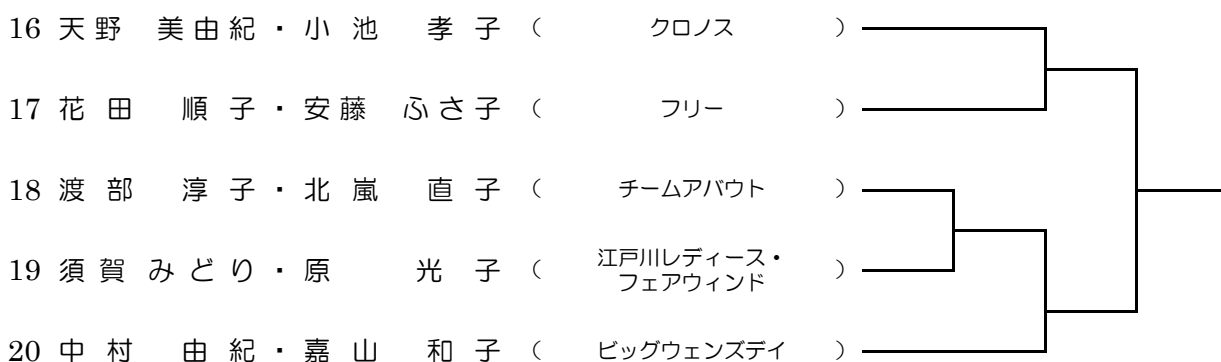 16 天野 美由紀・小池 孝子 ( クロノス )
17 花田 順子・安藤 ふさ子 ( フリー )
18 渡部 淳子・北嵐 直子 ( チームアバウト )
19 須賀 みどり・原 光子 ( 江戸川レディース・
フェアウィンド )
20 中村 由紀・嘉山 和子 ( ビッグウェンズデイ )